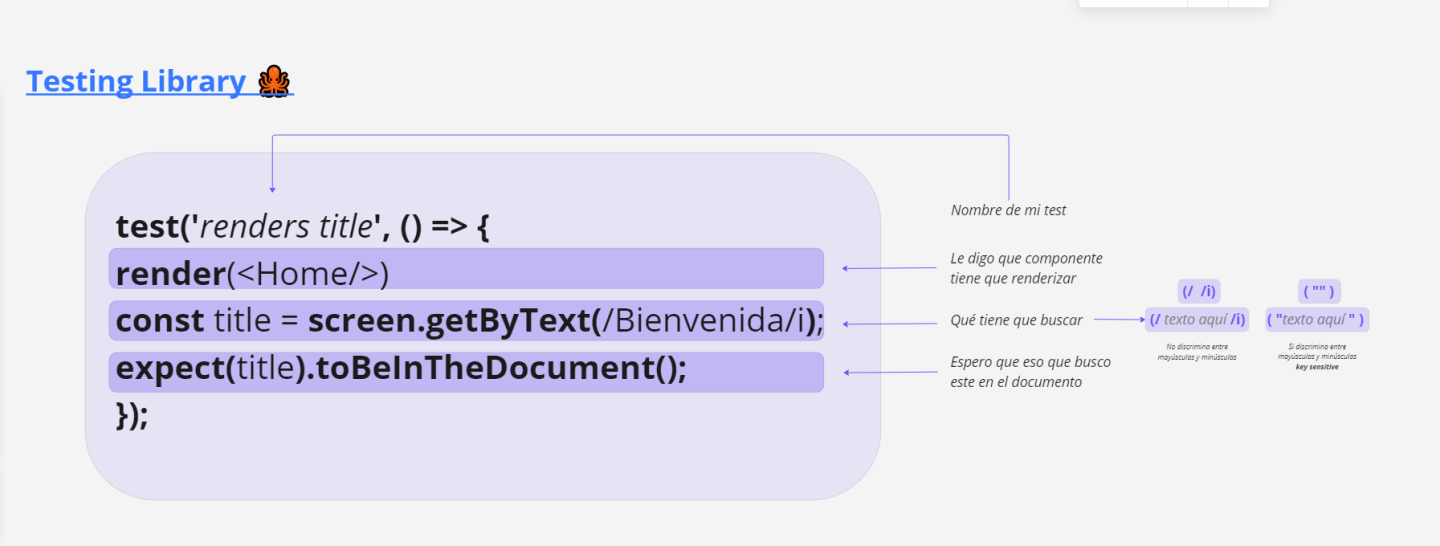 Testing Library 🐙
test('renders title', () => {
render(<Home/>)
const title = screen.getByText(/Bienvenida/i);
expect(title).toBeInTheDocument();
});
Nombre de mi test
Le digo que componente
tiene que renderizar
Qué tiene que buscar
Espero que eso que busco
este en el documento
(/ /i)
(/ texto aquí /i)
No discrimina entre
mayúsculas y minúsculas
( "" )
( "texto aquí " )
Si discrimina entre
mayúsculas y minúsculas
key sensitive